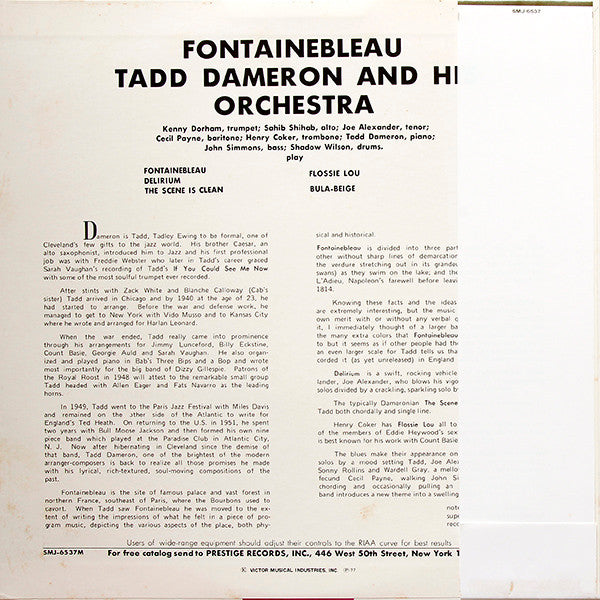 SMJ-6537
FONTAINEBLEAU
TADD DAMERON AND HI
ORCHESTRA
Kenny Dorham, trumpet; Sahib Shihab, alto; Joe Alexander, tenor;
Cecil Payne, baritone; Henry Coker, trombone; Tadd Dameron, piano;
John Simmons, bass; Shadow Wilson, drums.
play
FONTAINEBLEAU
DELIRIUM
THE SCENE IS CLEAN
FLOSSIE LOU
BULA-BEIGE
Dameron is Tadd, Tadley Ewing to be formal, one of
Cleveland's few gifts to the jazz world. His brother Caesar, an
alto saxophonist, introduced him to Jazz and his first professional
job was with Freddie Webster who later in Tadd's career graced
Sarah Vaughan's recording of Tadd's If You Could See Me Now
with some of the most soulful trumpet ever recorded.
After stints with Zack White and Blanche Calloway (Cab's
sister) Tadd arrived in Chicago and by 1940 at the age of 23, he
had started to arrange. Before the war and defense work, he
managed to get to New York with Vido Musso and to Kansas City
where he wrote and arranged for Harlan Leonard.
When the war ended, Tadd really came into prominence
through his arrangements for Jimmy Lunceford, Billy Eckstine,
Count Basie, Georgie Auld and Sarah Vaughan. He also organ-
ized and played piano in Bab's Three Bips and a Bop and wrote
most importantly for the big band of Dizzy Gillespie. Patrons of
the Royal Roost in 1948 will attest to the remarkable small group
Tadd headed with Allen Eager and Fats Navarro as the leading
horns.
In 1949, Tadd went to the Paris Jazz Festival with Miles Davis
and remained on the other side of the Atlantic to write for
England's Ted Heath. On returning to the U.S. in 1951, he spent
two years with Bull Moose Jackson and then formed his own nine
piece band which played at the Paradise Club in Atlantic City,
N. J. Now after hibernating in Cleveland since the demise of
that band, Tadd Dameron, one of the brightest of the modern
arranger-composers is back to realize all those promises he made
with his lyrical, rich-textured, soul-moving compositions of the
past.
Fontainebleau is the site of famous palace and vast forest in
northern France, southeast of Paris, where the Bourbons used to
cavort. When Tadd saw Fontainebleau he was moved to the ex-
tent of writing the impressions of what he felt in a piece of pro-
gram music, depicting the various aspects of the place, both phy-
sical and historical.
Fontainebleau is divided into three part
other without sharp lines of demarcation
the verdure stretching out in its grandeu
swans) as they swim on the lake; and the
L'Adieu, Napoleon's farewell before leavi
1814.
Knowing these facts and the ideas
are extremely interesting, but the music
own merit with or without any verbal o
it, I immediately thought of a larger ba
the many extra colors that Fontainebleau
to but it seems as if other people had th
an even larger scale for Tadd tells us tha
corded it (as yet unreleased) in England
Delirium is a swift, rocking vehicle
lander, Joe Alexander, who blows his vigo
solos divided by a crackling, sparkling solo by
The typically Dameronian The Scene
Tadd both chordally and single line.
Henry Coker has Flossie Lou all to
of the members of Eddie Heywood's sex
is best known for his work with Count Basie
The blues make their appearance on
solos by a mood setting Tadd, Joe Alex
Sonny Rollins and Wardell Gray, a mello
fecund Cecil Payne, walking John Si
chording and occasionally pulling an
band introduces a new theme into a swelling
note
supe
reco
Users of wide-range equipment should adjust their controls to the RIAA curve for best results
SMJ-6537M
For free catalog send to PRESTIGE RECORDS, INC., 446 West 50th Street, New York 1
VICTOR MUSICAL INDUSTRIES, INC.